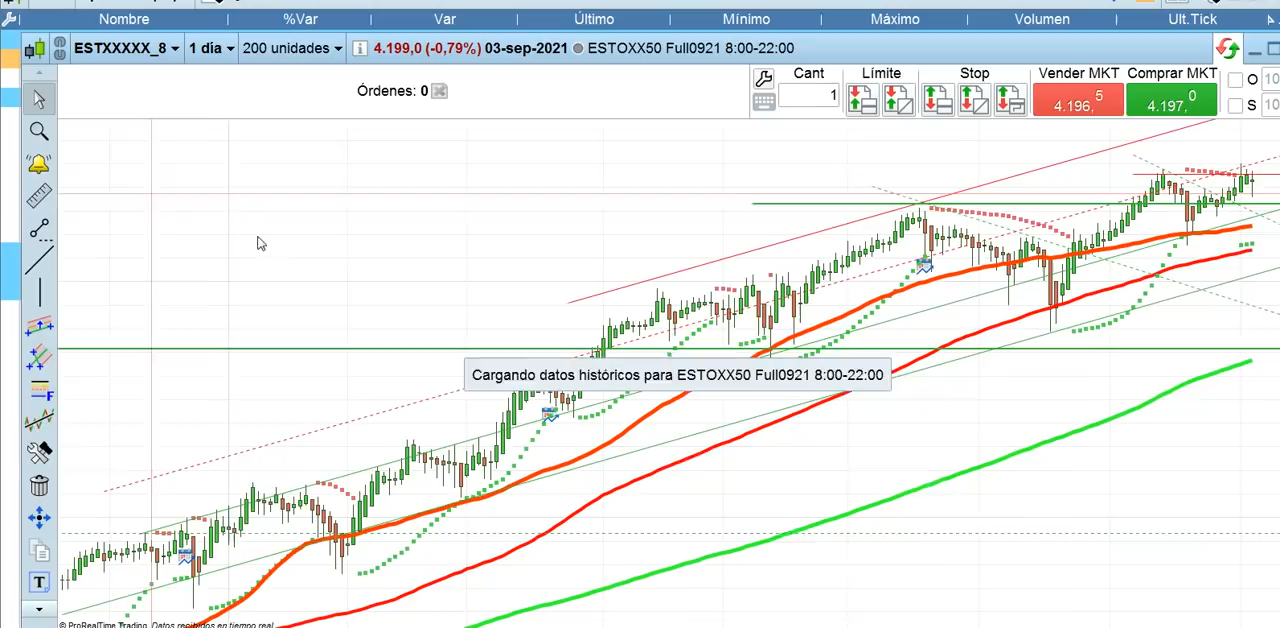 Nombre %Var Var Último Mínimo Máximo Volumen Ult.Tick
ESTXXXXX_8 1 día 200 unidades 4.199,0 (-0,79%) 03-sep-2021 ESTOXX50 Full0921 8:00-22:00
Órdenes: 0
Cant Límite Stop Vender MKT Comprar MKT
1 4.196,5 4.197,0
O 10
S 10
Cargando datos históricos para ESTOXX50 Full0921 8:00-22:00
F
T
© ProRealTime Trading. Datos recibidos en tiempo real